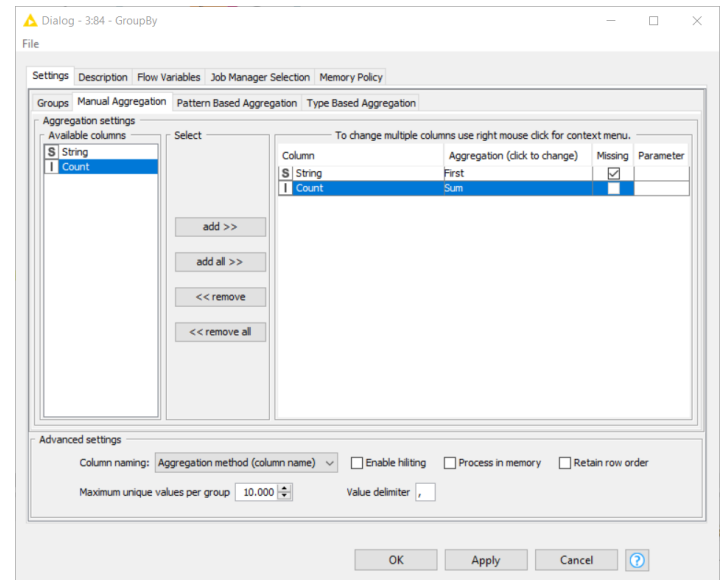 Dialog - 3:84 - GroupBy
File
Settings Description Flow Variables Job Manager Selection Memory Policy
Groups Manual Aggregation Pattern Based Aggregation Type Based Aggregation
Aggregation settings
Available columns
S String
I Count
Select
add >>
add all >>
<< remove
<< remove all
To change multiple columns use right mouse click for context menu.
Column Aggregation (click to change) Missing Parameter
S String First
I Count Sum
Advanced settings
Column naming: Aggregation method (column name) Enable hiliting Process in memory Retain row order
Maximum unique values per group 10.000 Value delimiter ,
OK Apply Cancel ?